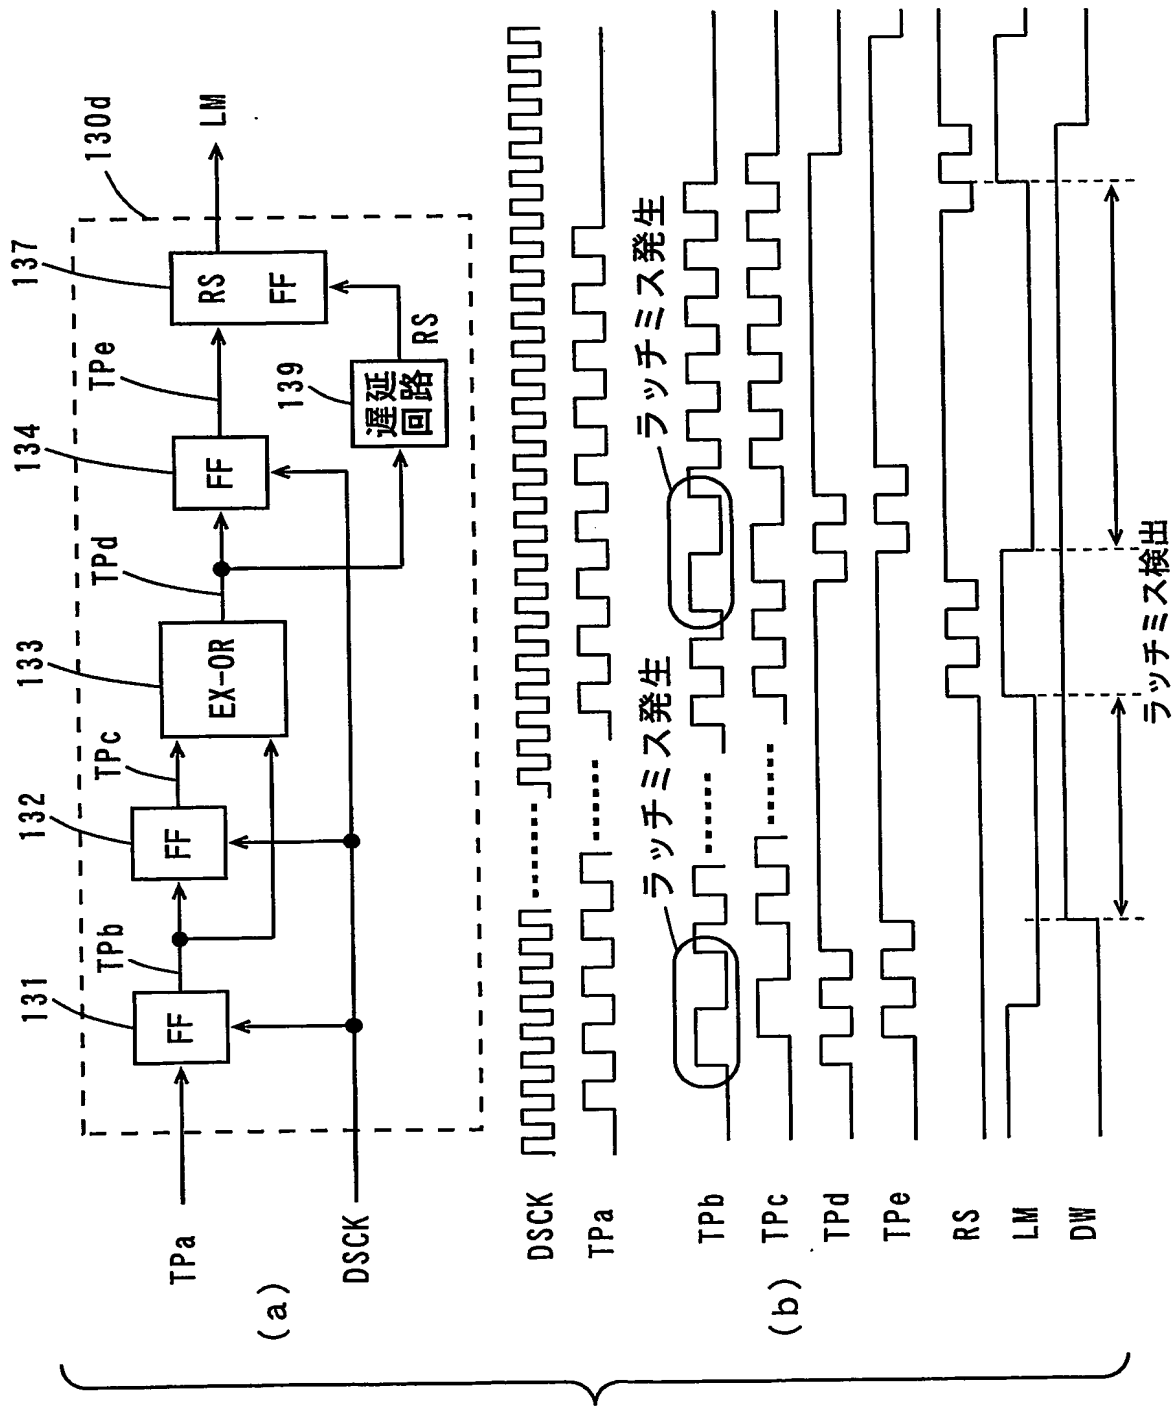 (a)
130d
131
132
133
134
137
139
TPa
DSCK
FF
TPb
FF
TPc
EX-OR
TPd
FF
TPe
RS
FF
遅延
回路
RS
LM
(b)
DSCK
TPa
ラッチミス発生
ラッチミス発生
TPb
TPc
TPd
TPe
RS
LM
DW
ラッチミス検出